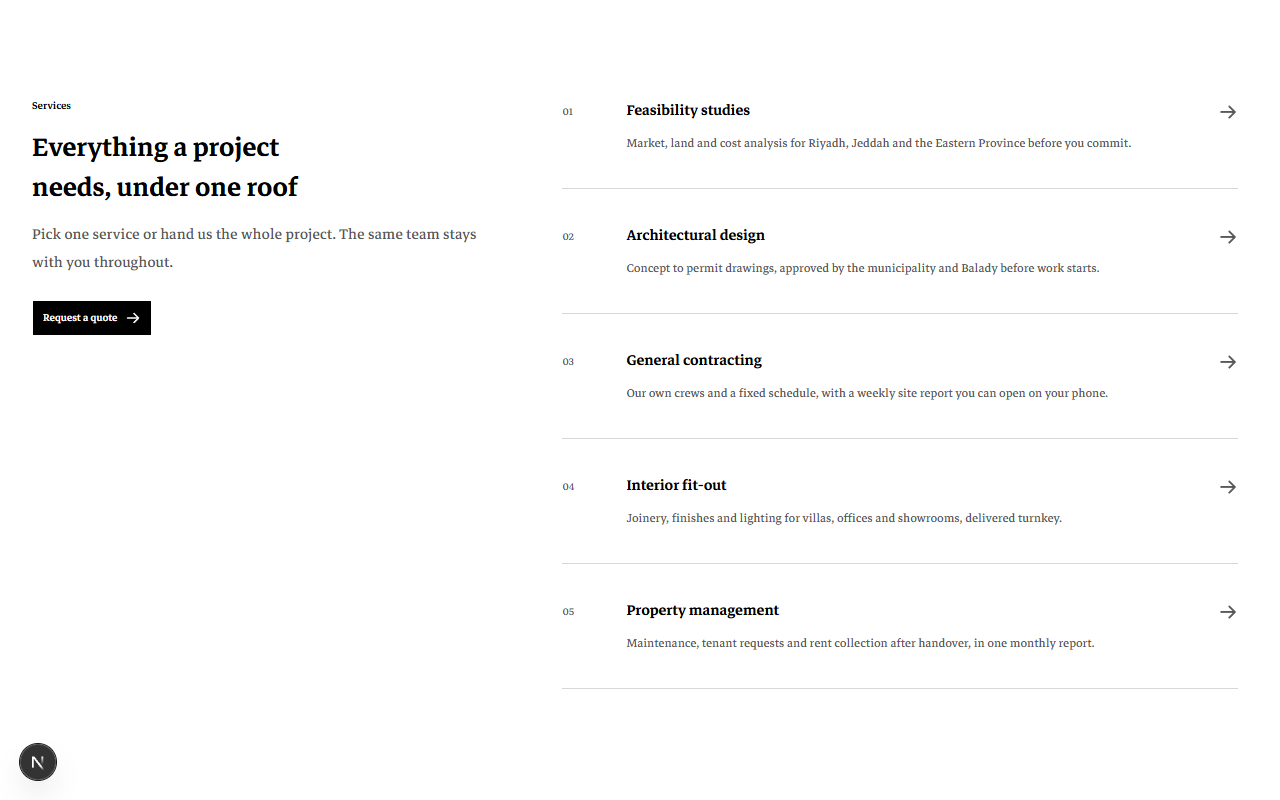 Services
Everything a project
needs, under one roof
Pick one service or hand us the whole project. The same team stays
with you throughout.
Request a quote
01
Feasibility studies
Market, land and cost analysis for Riyadh, Jeddah and the Eastern Province before you commit.
02
Architectural design
Concept to permit drawings, approved by the municipality and Balady before work starts.
03
General contracting
Our own crews and a fixed schedule, with a weekly site report you can open on your phone.
04
Interior fit-out
Joinery, finishes and lighting for villas, offices and showrooms, delivered turnkey.
05
Property management
Maintenance, tenant requests and rent collection after handover, in one monthly report.
N